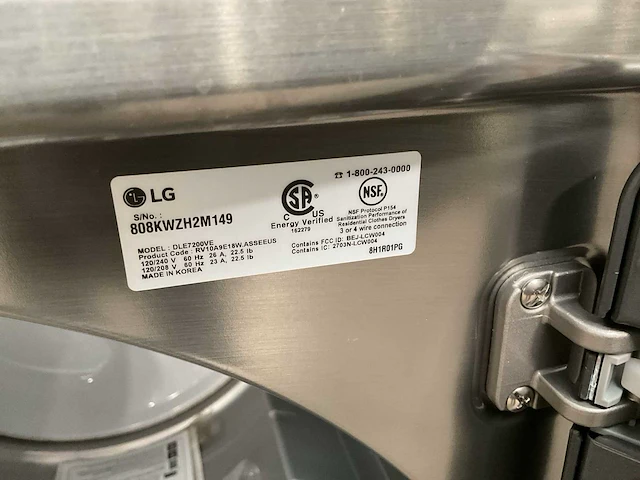 LG
☎ 1-800-243-0000
S/No. :
808KWZH2M149
C US
Energy Verified
162279
NSF.
NSF Protocol P154
Sanitization Performance of
Residential Clothes Dryers
3 or 4 wire connection
MODEL: DLE7200VE
Product Code : RV10A9E18W.ASSEEUS
120/240 V 60 Hz 26 A, 22.5 lb
120/208 V 60 Hz 23 A, 22.5 lb
MADE IN KOREA
Contains FCC ID: BEJ-LCW004
Contains IC: 2703N-LCW004
8H1R01PG